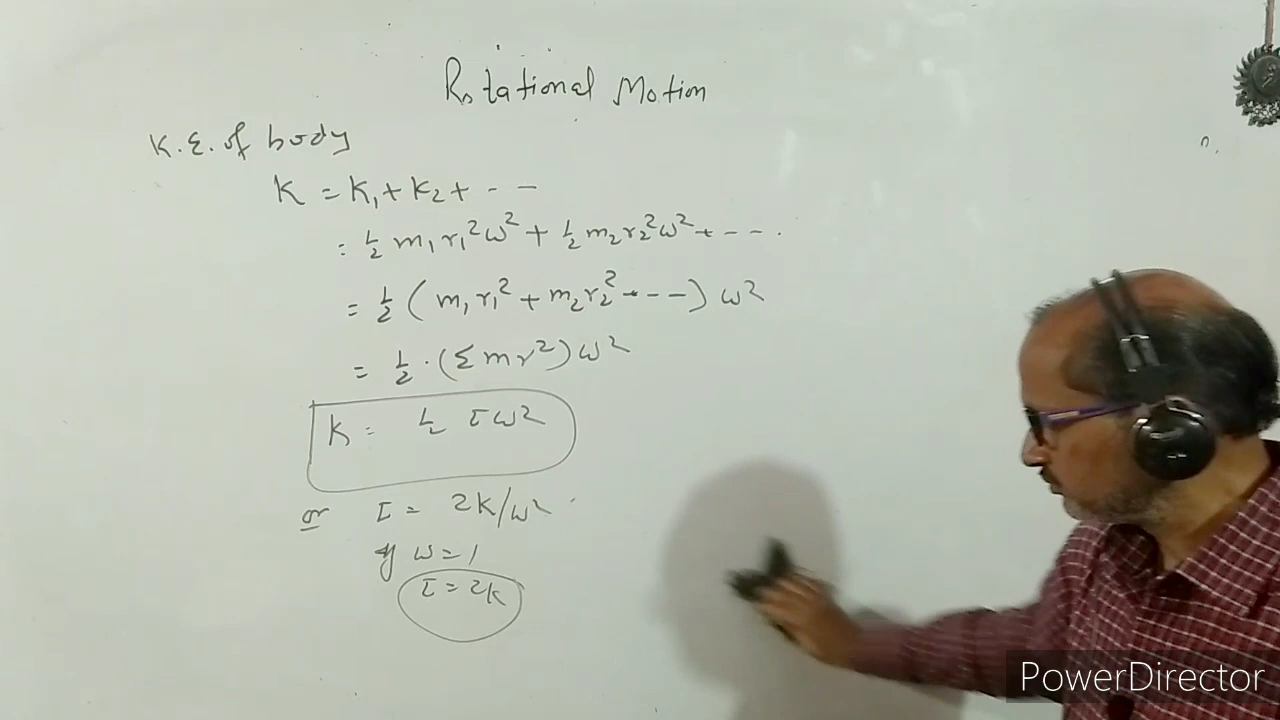 Rotational Motion
K.E. of body
K = K₁ + K₂ + - -
= ½ m₁r₁²ω² + ½ m₂r₂²ω² + - - - .
= ½ ( m₁r₁² + m₂r₂² + - - ) ω²
= ½ . (Σmr²) ω²
K = ½ Iω²
or I = 2K/ω²
if ω = 1
I = 2K
PowerDirector